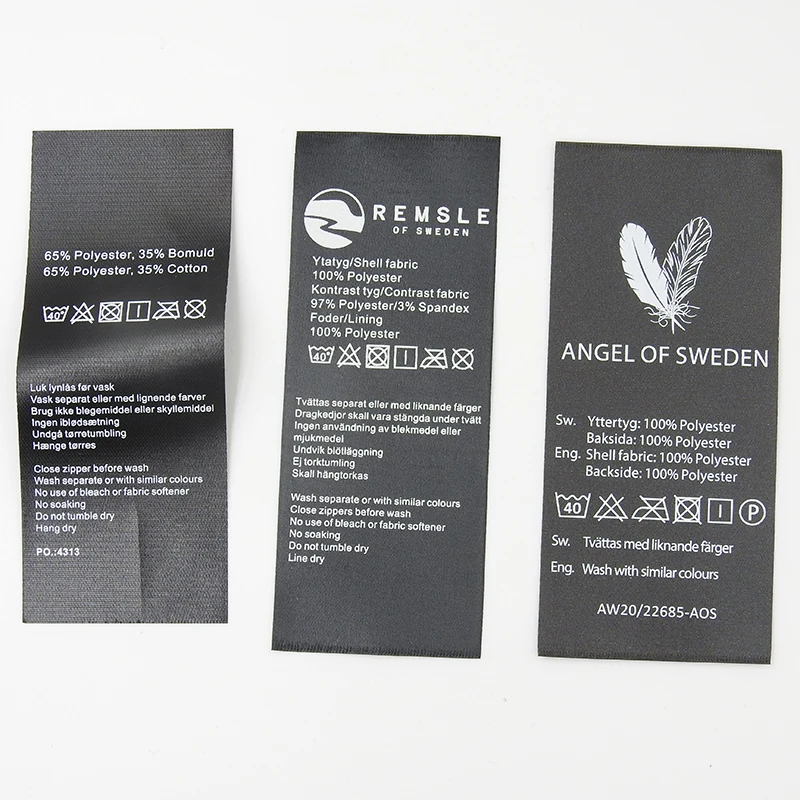 65% Polyester, 35% Bomuld
65% Polyester, 35% Cotton
40°
Luk lynlås før vask
Vask separat eller med lignende farver
Brug ikke blegemiddel eller skyllemiddel
Ingen iblødsætning
Undgå tørretumbling
Hænge tørres
Close zipper before wash
Wash separate or with similar colours
No use of bleach or fabric softener
No soaking
Do not tumble dry
Hang dry
PO.:4313
REMSLE
OF SWEDEN
Ytatyg/Shell fabric
100% Polyester
Kontrast tyg/Contrast fabric
97% Polyester/3% Spandex
Foder/Lining
100% Polyester
40°
Tvättas separat eller med liknande färger
Dragkedjor skall vara stängda under tvätt
Ingen användning av blekmedel eller
mjukmedel
Undvik blötläggning
Ej torktumling
Skall hängtorkas
Wash separate or with similar colours
Close zippers before wash
No use of bleach or fabric softener
No soaking
Do not tumble dry
Line dry
ANGEL OF SWEDEN
Sw. Yttertyg: 100% Polyester
Baksida: 100% Polyester
Eng. Shell fabric: 100% Polyester
Backside: 100% Polyester
40 P
Sw. Tvättas med liknande färger
Eng. Wash with similar colours
AW20/22685-AOS